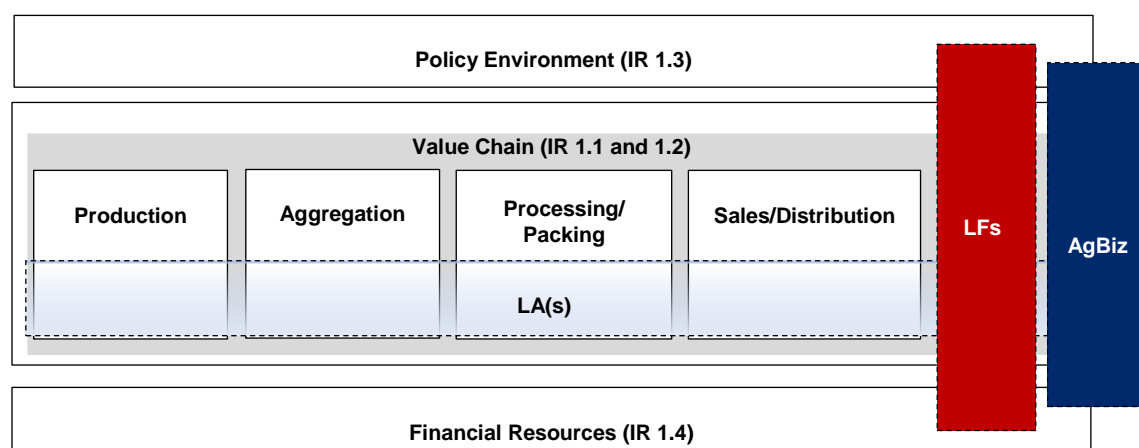 Policy Environment (IR 1.3)
Value Chain (IR 1.1 and 1.2)
Production
Aggregation
Processing/
Packing
Sales/Distribution
LFs
AgBiz
LA(s)
Financial Resources (IR 1.4)